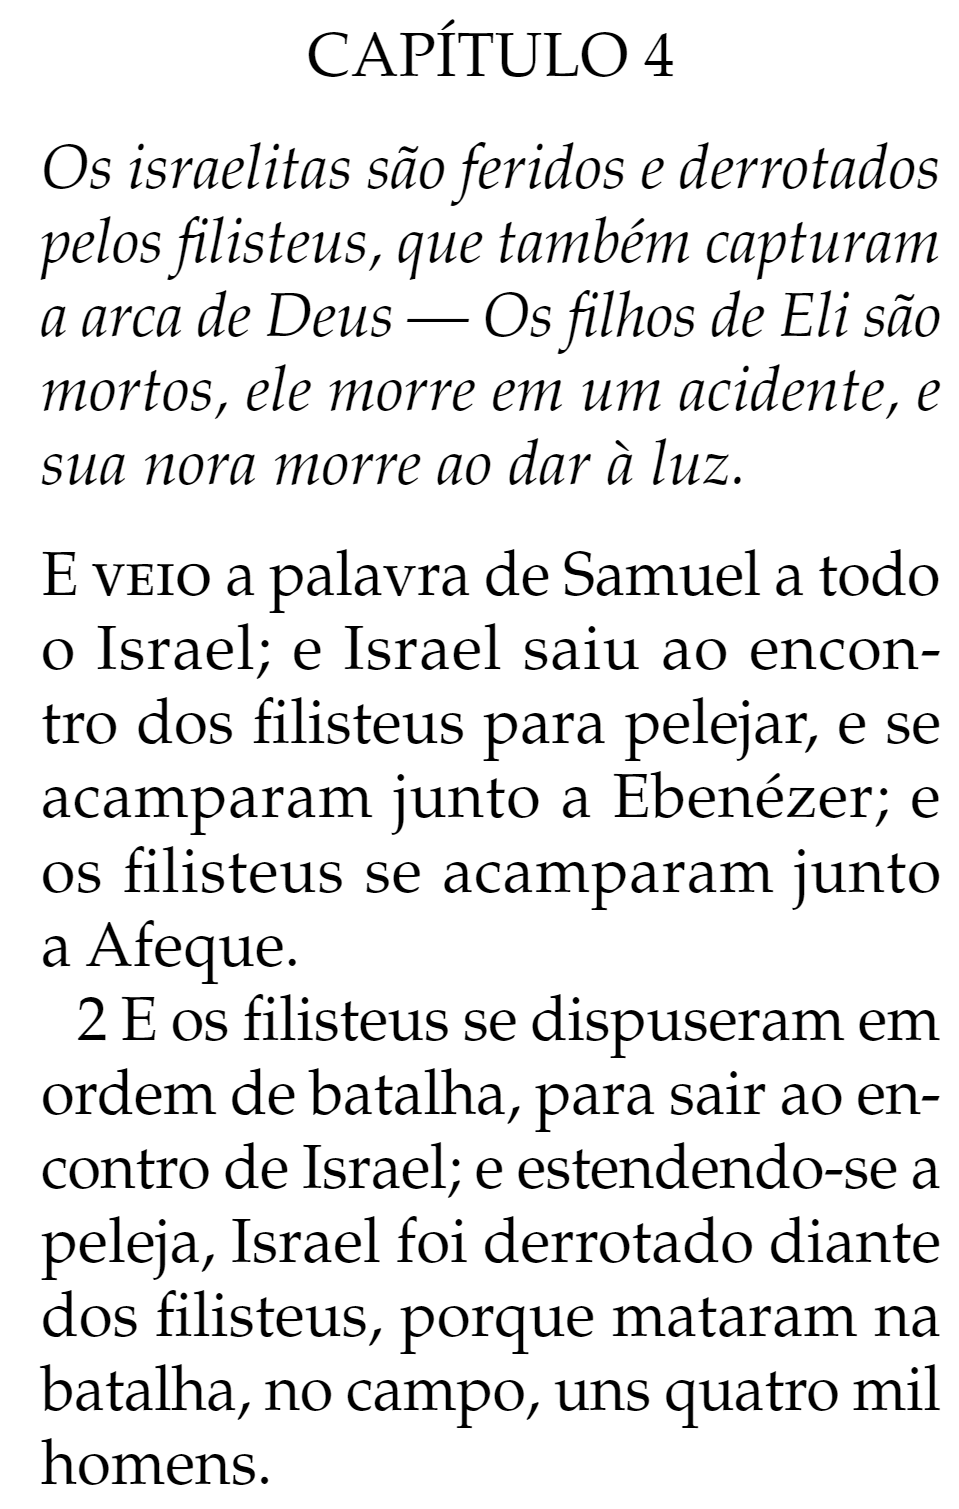 CAPÍTULO 4
Os israelitas são feridos e derrotados
pelos filisteus, que também capturam
a arca de Deus — Os filhos de Eli são
mortos, ele morre em um acidente, e
sua nora morre ao dar à luz.
E VEIO a palavra de Samuel a todo
o Israel; e Israel saiu ao encon-
tro dos filisteus para pelejar, e se
acamparam junto a Ebenézer; e
os filisteus se acamparam junto
a Afeque.
2 E os filisteus se dispuseram em
ordem de batalha, para sair ao en-
contro de Israel; e estendendo-se a
peleja, Israel foi derrotado diante
dos filisteus, porque mataram na
batalha, no campo, uns quatro mil
homens.